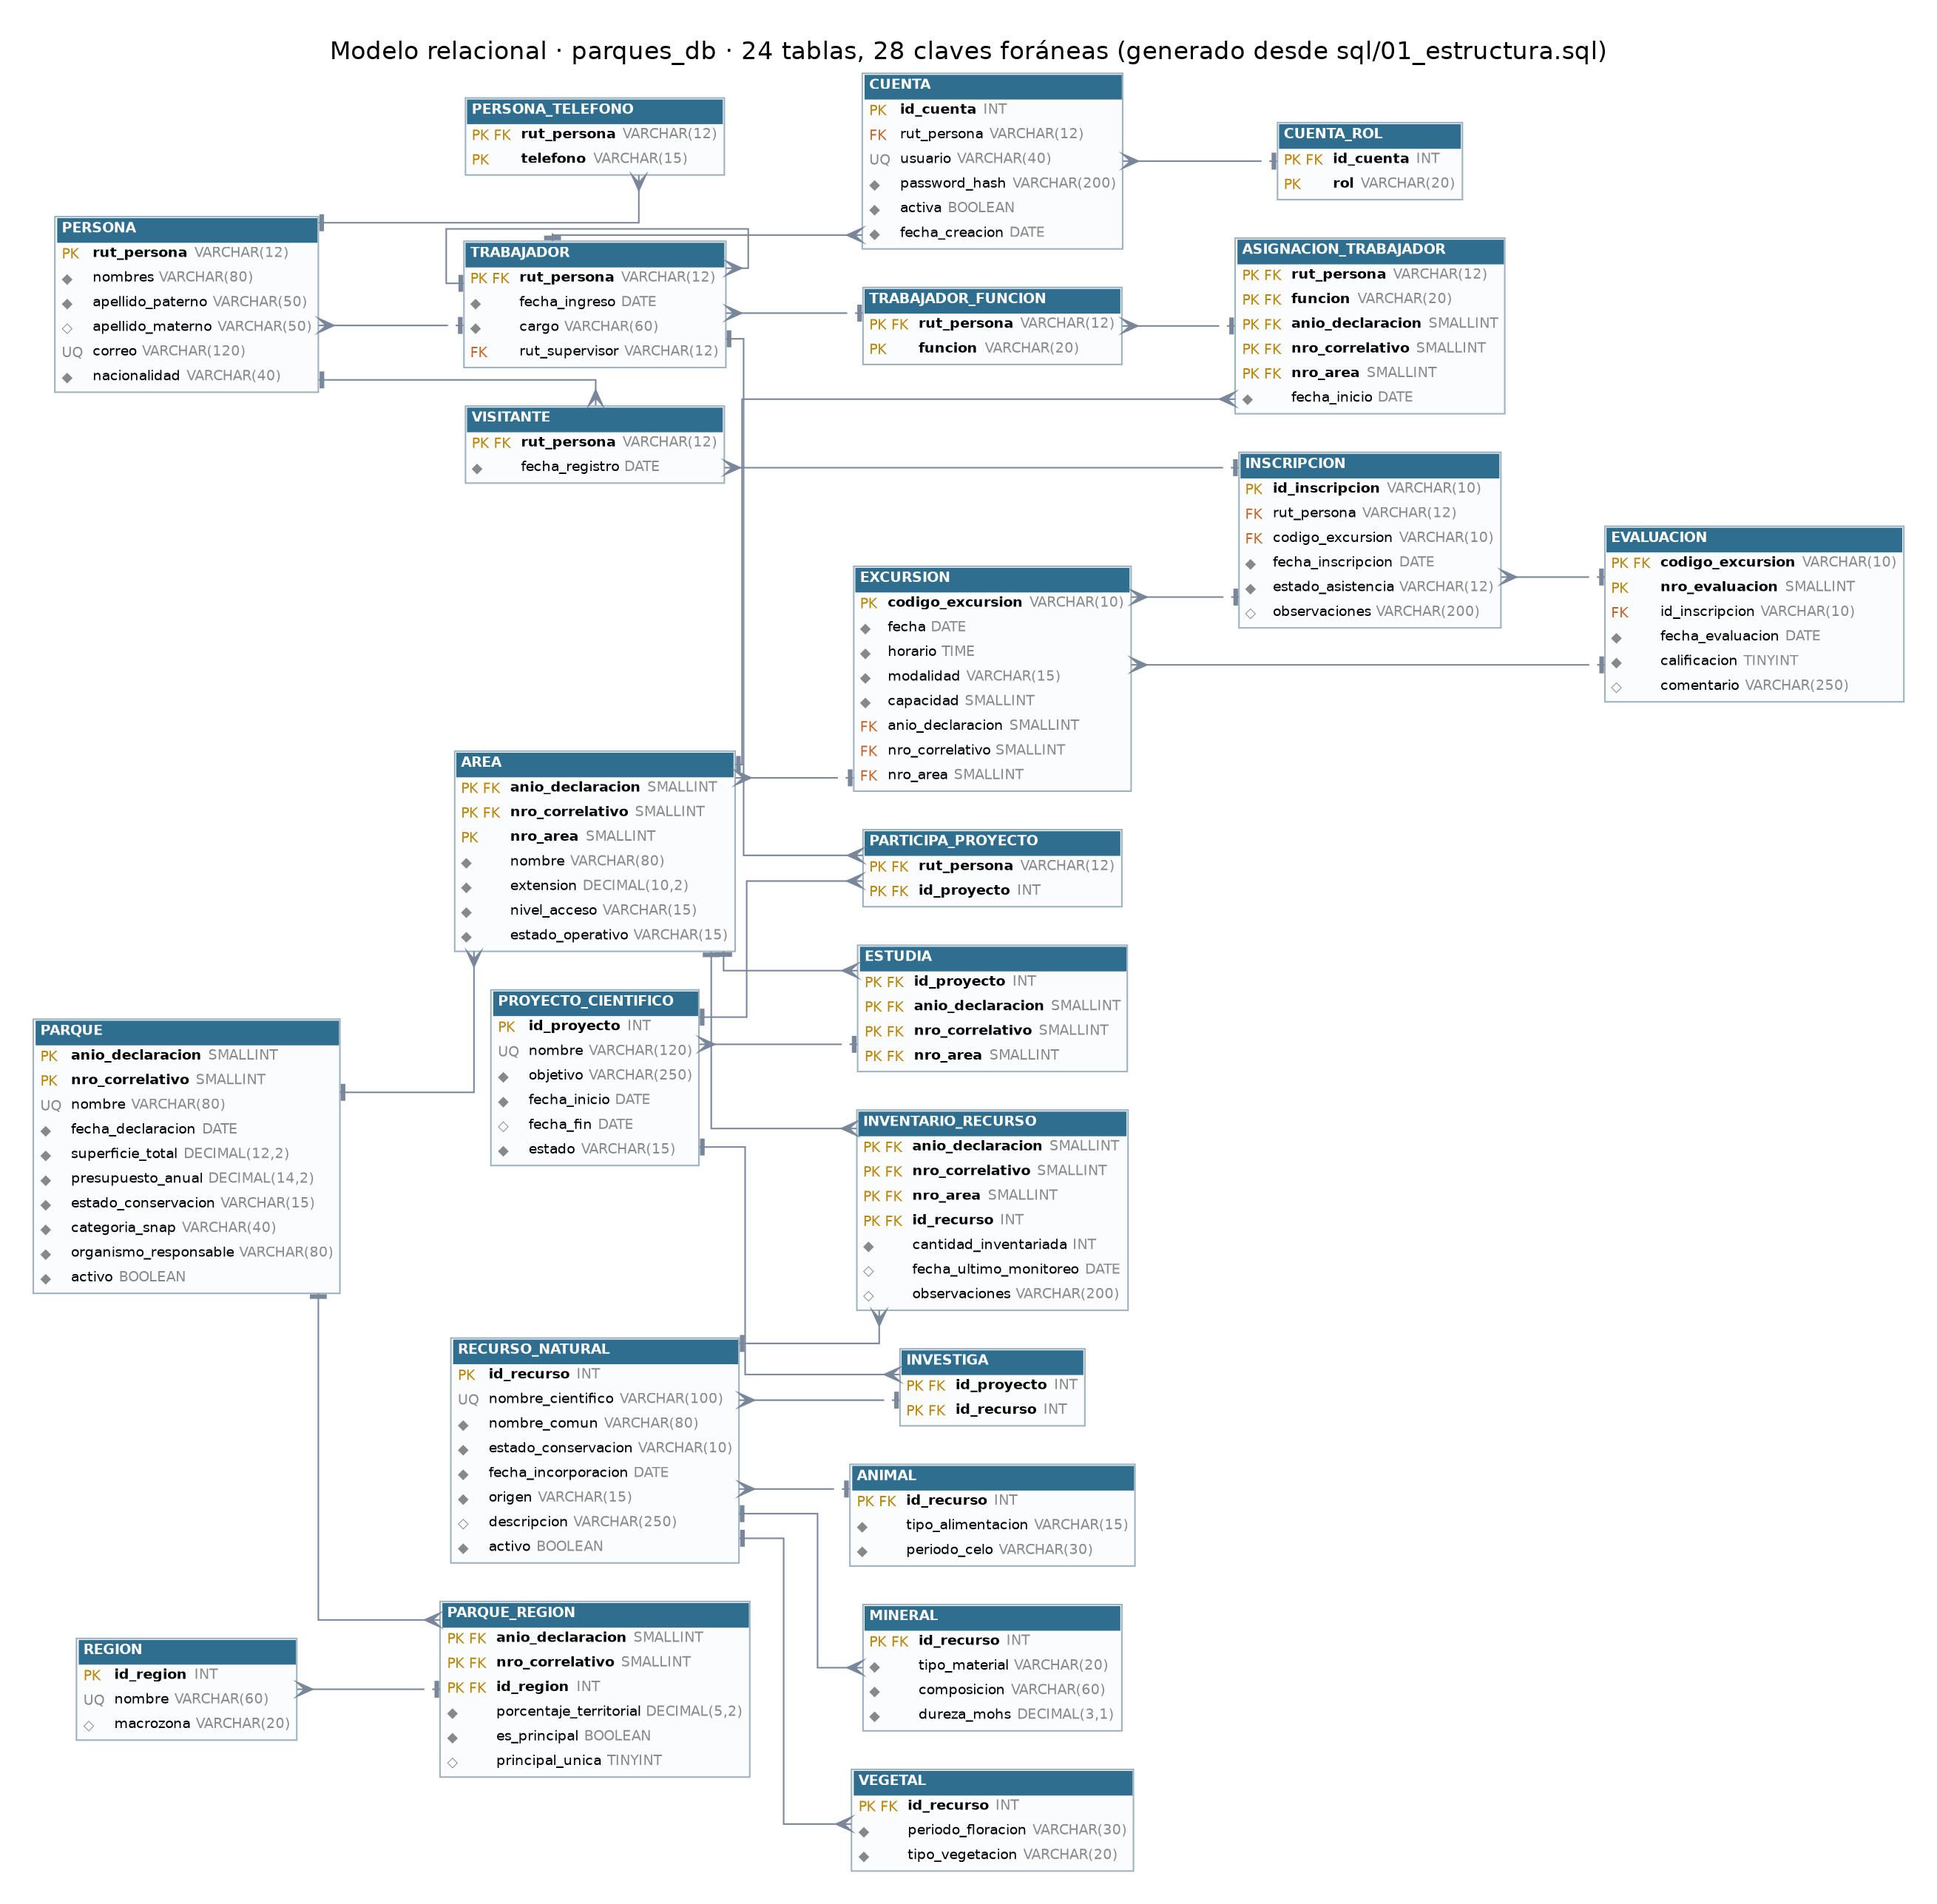 Modelo relacional · parques_db · 24 tablas, 28 claves foráneas (generado desde sql/01_estructura.sql)
PERSONA_TELEFONO
PK FK rut_persona VARCHAR(12)
PK telefono VARCHAR(15)
CUENTA
PK id_cuenta INT
FK rut_persona VARCHAR(12)
UQ usuario VARCHAR(40)
◆ password_hash VARCHAR(200)
◆ activa BOOLEAN
◆ fecha_creacion DATE
CUENTA_ROL
PK FK id_cuenta INT
PK rol VARCHAR(20)
PERSONA
PK rut_persona VARCHAR(12)
◆ nombres VARCHAR(80)
◆ apellido_paterno VARCHAR(50)
◇ apellido_materno VARCHAR(50)
UQ correo VARCHAR(120)
◆ nacionalidad VARCHAR(40)
TRABAJADOR
PK FK rut_persona VARCHAR(12)
◆ fecha_ingreso DATE
◆ cargo VARCHAR(60)
FK rut_supervisor VARCHAR(12)
TRABAJADOR_FUNCION
PK FK rut_persona VARCHAR(12)
PK funcion VARCHAR(20)
ASIGNACION_TRABAJADOR
PK FK rut_persona VARCHAR(12)
PK FK funcion VARCHAR(20)
PK FK anio_declaracion SMALLINT
PK FK nro_correlativo SMALLINT
PK FK nro_area SMALLINT
◆ fecha_inicio DATE
VISITANTE
PK FK rut_persona VARCHAR(12)
◆ fecha_registro DATE
INSCRIPCION
PK id_inscripcion VARCHAR(10)
FK rut_persona VARCHAR(12)
FK codigo_excursion VARCHAR(10)
◆ fecha_inscripcion DATE
◆ estado_asistencia VARCHAR(12)
◇ observaciones VARCHAR(200)
EVALUACION
PK FK codigo_excursion VARCHAR(10)
PK nro_evaluacion SMALLINT
FK id_inscripcion VARCHAR(10)
◆ fecha_evaluacion DATE
◆ calificacion TINYINT
◇ comentario VARCHAR(250)
EXCURSION
PK codigo_excursion VARCHAR(10)
◆ fecha DATE
◆ horario TIME
◆ modalidad VARCHAR(15)
◆ capacidad SMALLINT
FK anio_declaracion SMALLINT
FK nro_correlativo SMALLINT
FK nro_area SMALLINT
AREA
PK FK anio_declaracion SMALLINT
PK FK nro_correlativo SMALLINT
PK nro_area SMALLINT
◆ nombre VARCHAR(80)
◆ extension DECIMAL(10,2)
◆ nivel_acceso VARCHAR(15)
◆ estado_operativo VARCHAR(15)
PARTICIPA_PROYECTO
PK FK rut_persona VARCHAR(12)
PK FK id_proyecto INT
ESTUDIA
PK FK id_proyecto INT
PK FK anio_declaracion SMALLINT
PK FK nro_correlativo SMALLINT
PK FK nro_area SMALLINT
PROYECTO_CIENTIFICO
PK id_proyecto INT
UQ nombre VARCHAR(120)
◆ objetivo VARCHAR(250)
◆ fecha_inicio DATE
◇ fecha_fin DATE
◆ estado VARCHAR(15)
PARQUE
PK anio_declaracion SMALLINT
PK nro_correlativo SMALLINT
UQ nombre VARCHAR(80)
◆ fecha_declaracion DATE
◆ superficie_total DECIMAL(12,2)
◆ presupuesto_anual DECIMAL(14,2)
◆ estado_conservacion VARCHAR(15)
◆ categoria_snap VARCHAR(40)
◆ organismo_responsable VARCHAR(80)
◆ activo BOOLEAN
INVENTARIO_RECURSO
PK FK anio_declaracion SMALLINT
PK FK nro_correlativo SMALLINT
PK FK nro_area SMALLINT
PK FK id_recurso INT
◆ cantidad_inventariada INT
◇ fecha_ultimo_monitoreo DATE
◇ observaciones VARCHAR(200)
RECURSO_NATURAL
PK id_recurso INT
UQ nombre_cientifico VARCHAR(100)
◆ nombre_comun VARCHAR(80)
◆ estado_conservacion VARCHAR(10)
◆ fecha_incorporacion DATE
◆ origen VARCHAR(15)
◇ descripcion VARCHAR(250)
◆ activo BOOLEAN
INVESTIGA
PK FK id_proyecto INT
PK FK id_recurso INT
ANIMAL
PK FK id_recurso INT
◆ tipo_alimentacion VARCHAR(15)
◆ periodo_celo VARCHAR(30)
PARQUE_REGION
PK FK anio_declaracion SMALLINT
PK FK nro_correlativo SMALLINT
PK FK id_region INT
◆ porcentaje_territorial DECIMAL(5,2)
◆ es_principal BOOLEAN
◇ principal_unica TINYINT
REGION
PK id_region INT
UQ nombre VARCHAR(60)
◇ macrozona VARCHAR(20)
MINERAL
PK FK id_recurso INT
◆ tipo_material VARCHAR(20)
◆ composicion VARCHAR(60)
◆ dureza_mohs DECIMAL(3,1)
VEGETAL
PK FK id_recurso INT
◆ periodo_floracion VARCHAR(30)
◆ tipo_vegetacion VARCHAR(20)